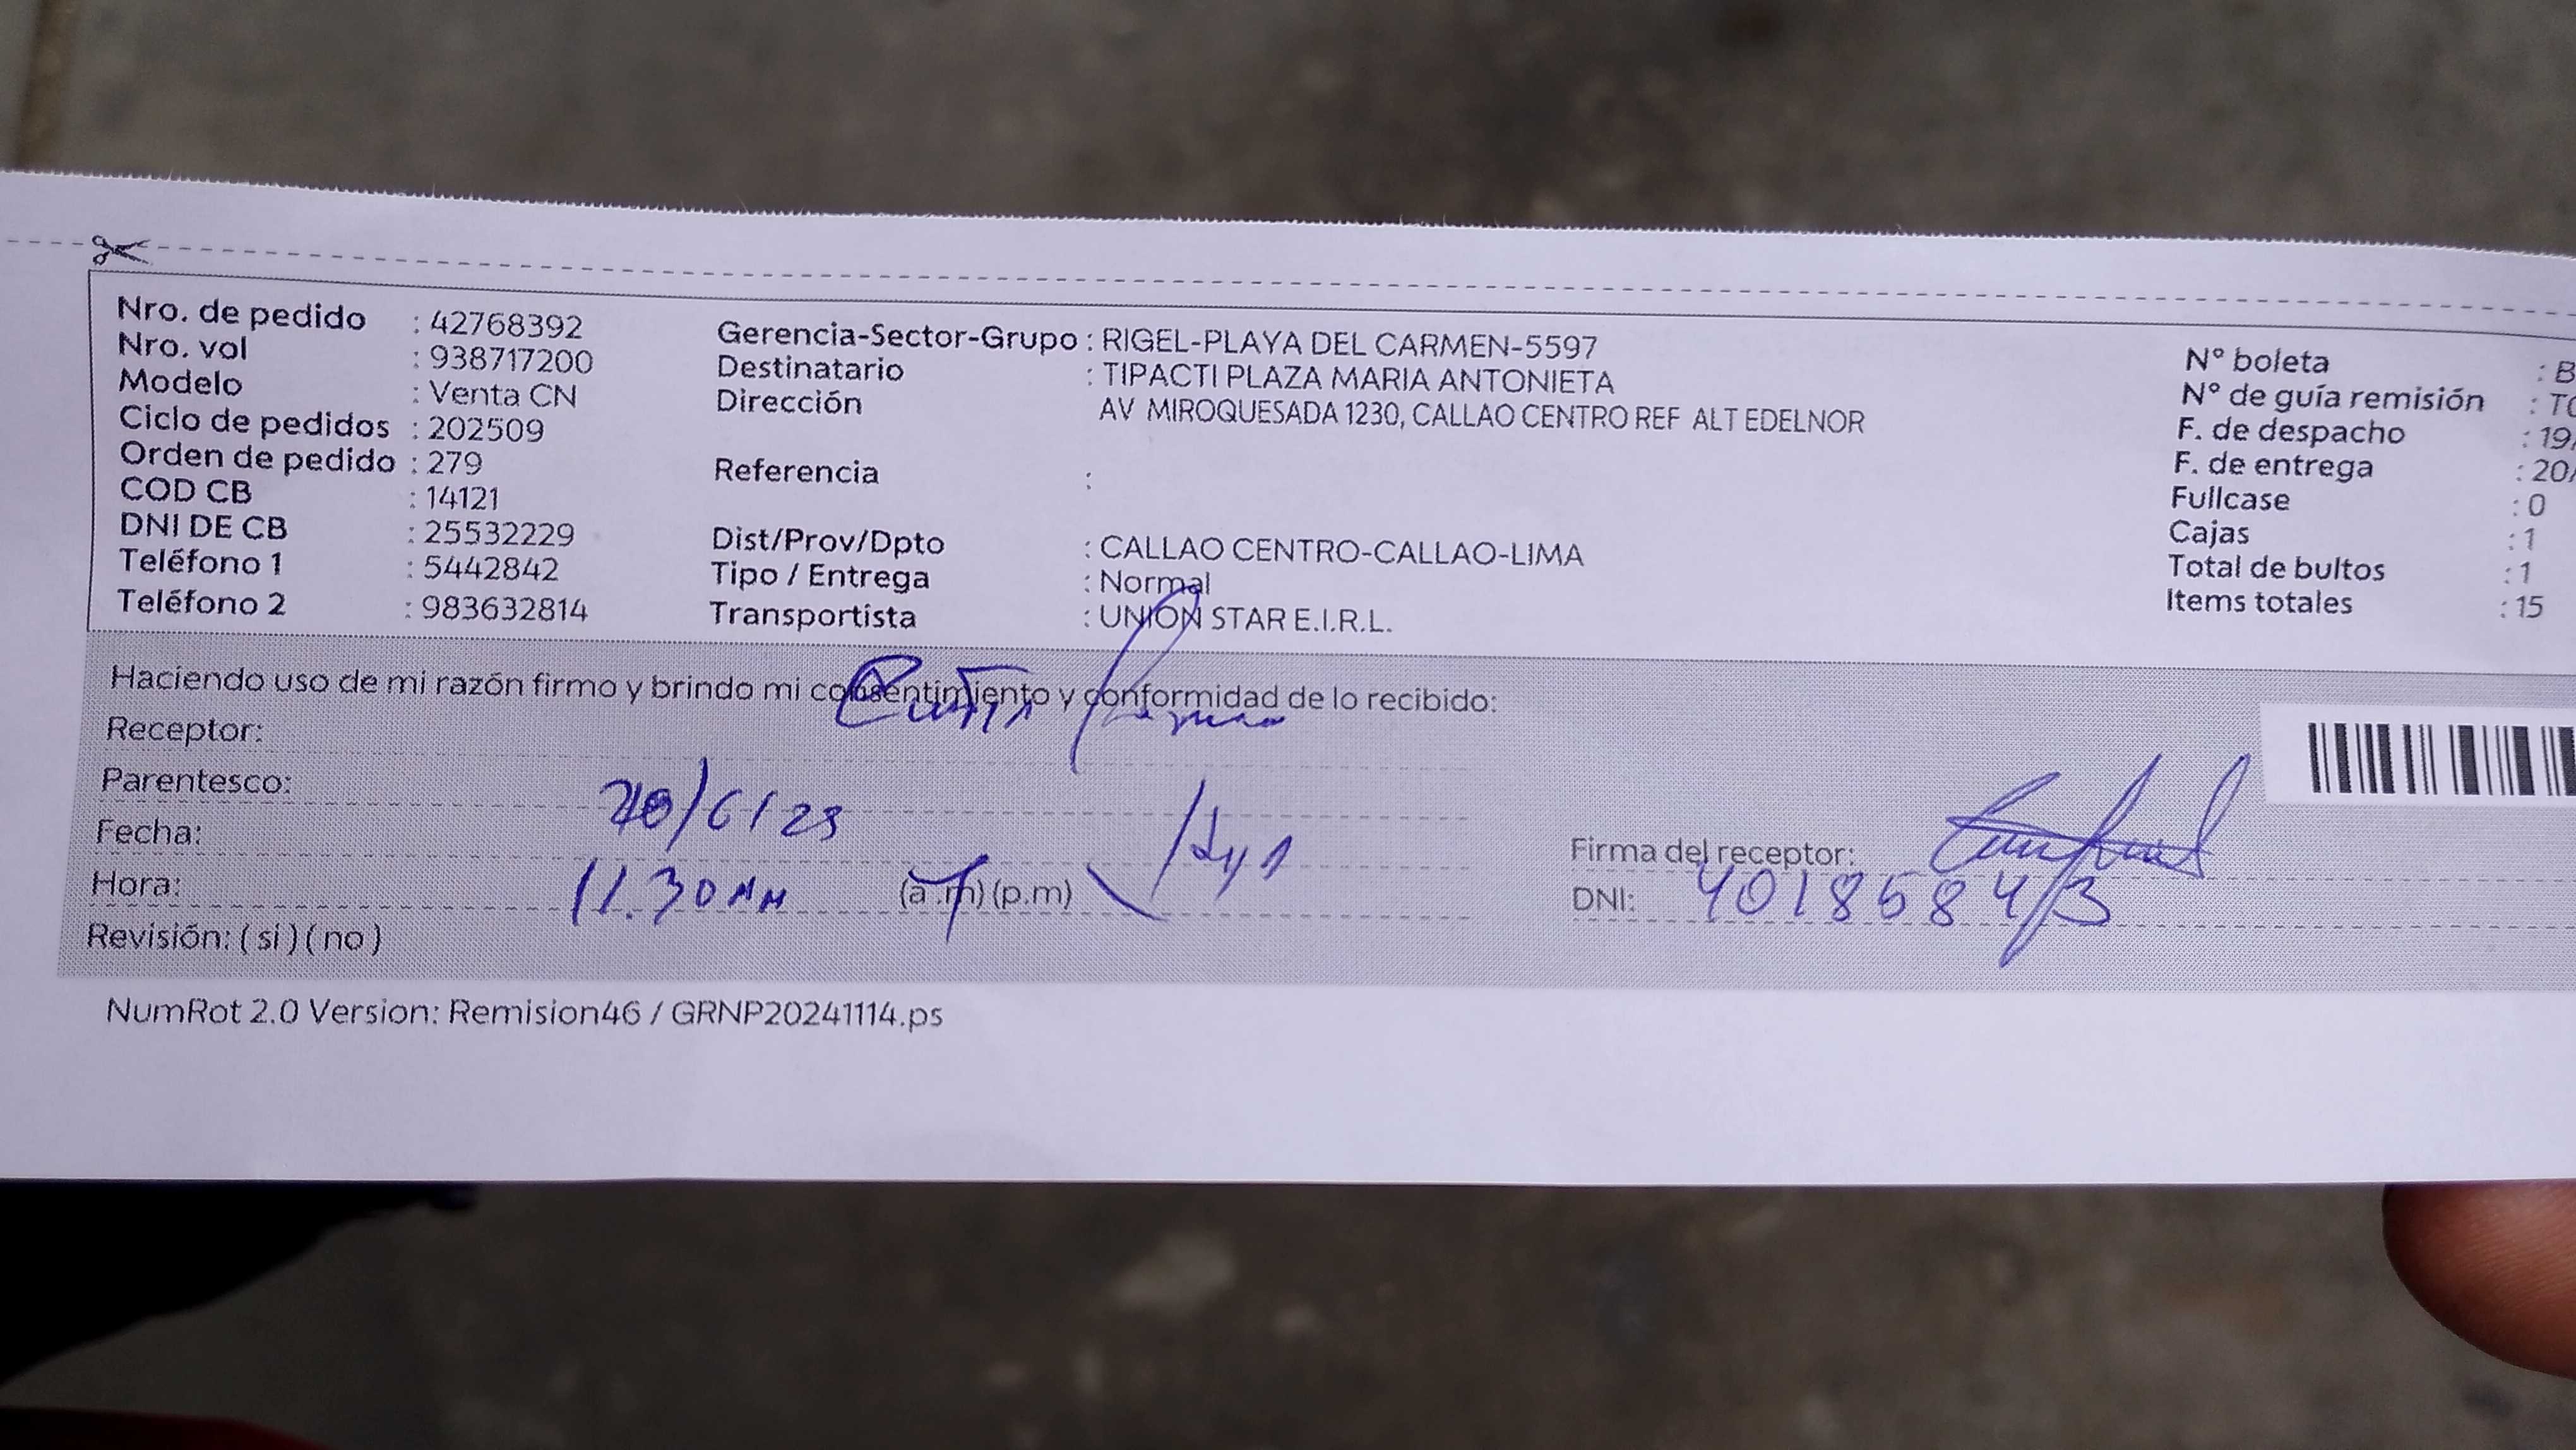 Nro. de pedido : 42768392
Nro. vol : 938717200
Modelo : Venta CN
Ciclo de pedidos : 202509
Orden de pedido : 279
COD CB : 14121
DNI DE CB : 25532229
Teléfono 1 : 5442842
Teléfono 2 : 983632814
Gerencia-Sector-Grupo : RIGEL-PLAYA DEL CARMEN-5597
Destinatario : TIPACTI PLAZA MARIA ANTONIETA
Dirección AV MIROQUESADA 1230, CALLAO CENTRO REF ALT EDELNOR
Referencia :
Dist/Prov/Dpto : CALLAO CENTRO-CALLAO-LIMA
Tipo / Entrega : Normal
Transportista : UNION STAR E.I.R.L.
N° boleta : B
N° de guía remisión : T0
F. de despacho : 19/
F. de entrega : 20/
Fullcase : 0
Cajas : 1
Total de bultos : 1
Items totales : 15
Haciendo uso de mi razón firmo y brindo mi consentimiento y conformidad de lo recibido:
Receptor:
Parentesco:
Fecha:
Hora: 11.30 AM (a.m) (p.m)
Revisión: ( si ) ( no )
Firma del receptor:
DNI: 40185843
NumRot 2.0 Version: Remision46 / GRNP20241114.ps